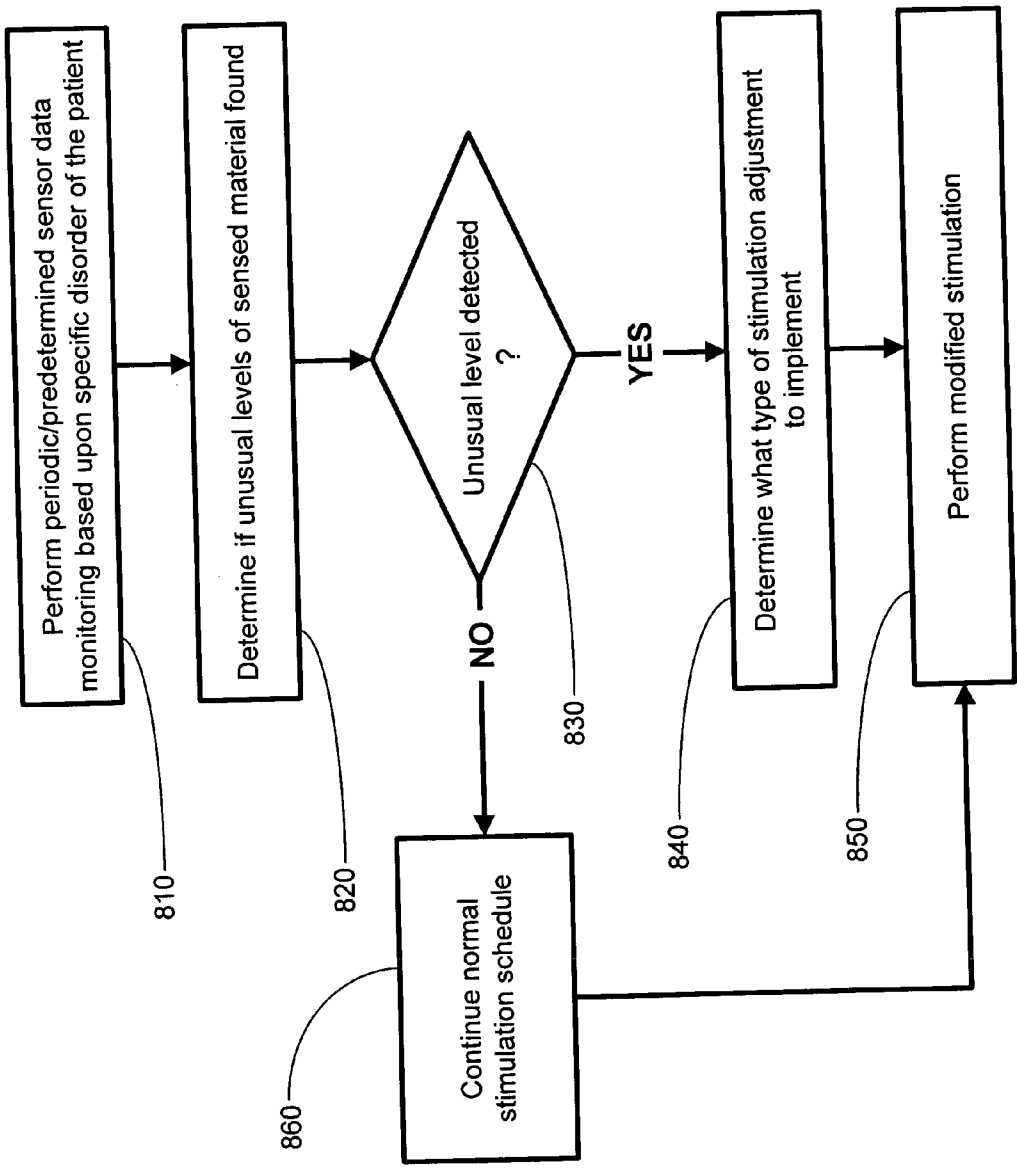 Perform periodic/predetermined sensor data
monitoring based upon specific disorder of the patient
810
Determine if unusual levels of sensed material found
820
Unusual level detected
?
830
NO
YES
Continue normal
stimulation schedule
860
Determine what type of stimulation adjustment
to implement
840
Perform modified stimulation
850